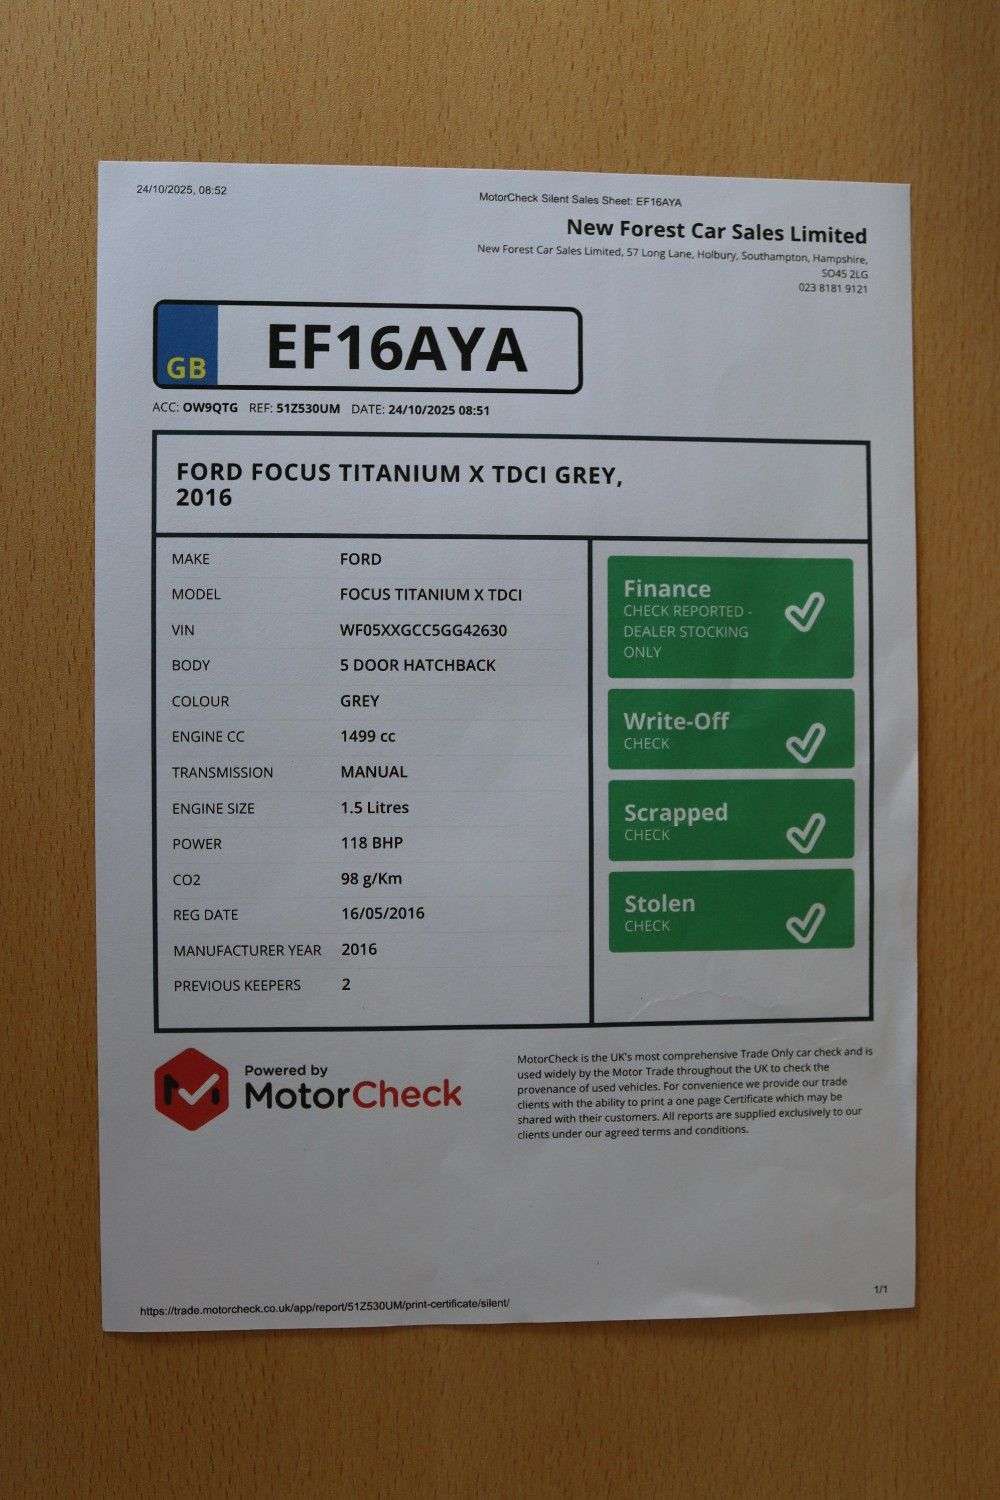 24/10/2025, 08:52
MotorCheck Silent Sales Sheet: EF16AYA
New Forest Car Sales Limited
New Forest Car Sales Limited, 57 Long Lane, Holbury, Southampton, Hampshire,
SO45 2LG
023 8181 9121
GB
EF16AYA
ACC: OW9QTG REF: 51Z530UM DATE: 24/10/2025 08:51
FORD FOCUS TITANIUM X TDCI GREY,
2016
MAKE FORD
MODEL FOCUS TITANIUM X TDCI
VIN WF05XXGCC5GG42630
BODY 5 DOOR HATCHBACK
COLOUR GREY
ENGINE CC 1499 cc
TRANSMISSION MANUAL
ENGINE SIZE 1.5 Litres
POWER 118 BHP
CO2 98 g/Km
REG DATE 16/05/2016
MANUFACTURER YEAR 2016
PREVIOUS KEEPERS 2
Finance
CHECK REPORTED -
DEALER STOCKING
ONLY
Write-Off
CHECK
Scrapped
CHECK
Stolen
CHECK
Powered by
MotorCheck
MotorCheck is the UK's most comprehensive Trade Only car check and is
used widely by the Motor Trade throughout the UK to check the
provenance of used vehicles. For convenience we provide our trade
clients with the ability to print a one page Certificate which may be
shared with their customers. All reports are supplied exclusively to our
clients under our agreed terms and conditions.
https://trade.motorcheck.co.uk/app/report/51Z530UM/print-certificate/silent/
1/1